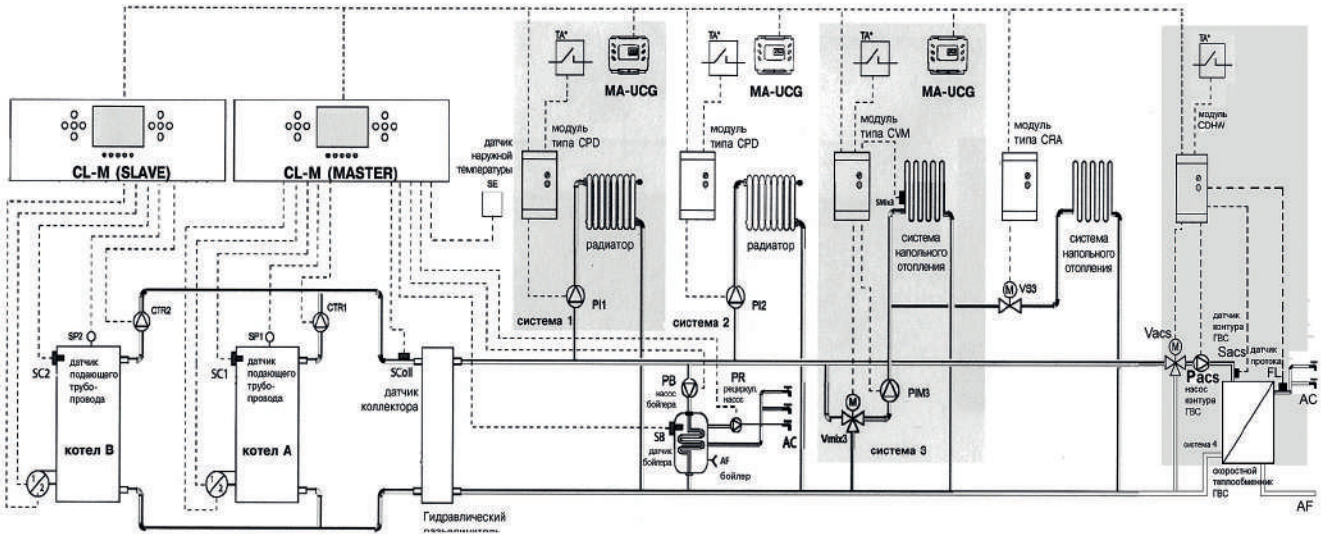 TA*
TA*
TA*
TA*
MA-UCG
MA-UCG
MA-UCG
CL-M (SLAVE)
CL-M (MASTER)
датчик
наружной
температуры
SE
модуль
типа CPD
модуль
типа CPD
модуль
типа CVM
модуль
типа CRA
модуль
CDHW
SMix3
радиатор
радиатор
система
напольного
отопления
система
напольного
отопления
PI1
PI2
M
VS3
система 1
система 2
CTR2
CTR1
SP2
SP1
SC2
датчик
подающего
трубо-
провода
SC1
датчик
подающего
трубо-
провода
SColl
датчик
коллектора
котел B
котел A
1/2
1/2
PB
насос
бойлера
PR
рециркул.
насос
SB
датчик
бойлера
AF
бойлер
AC
M
Vmix3
PIM3
система 3
Vacs
M
датчик
контура
ГВС
Sacs
датчик
протока
FL
Pacs
насос
контура
ГВС
AC
система 4
скоростной
теплообменник
ГВС
AF
Гидравлический